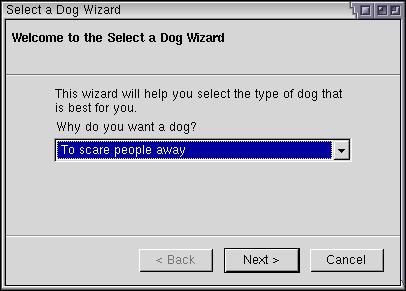 Select a Dog Wizard
Welcome to the Select a Dog Wizard
This wizard will help you select the type of dog that
is best for you.
Why do you want a dog?
To scare people away
< Back
Next >
Cancel